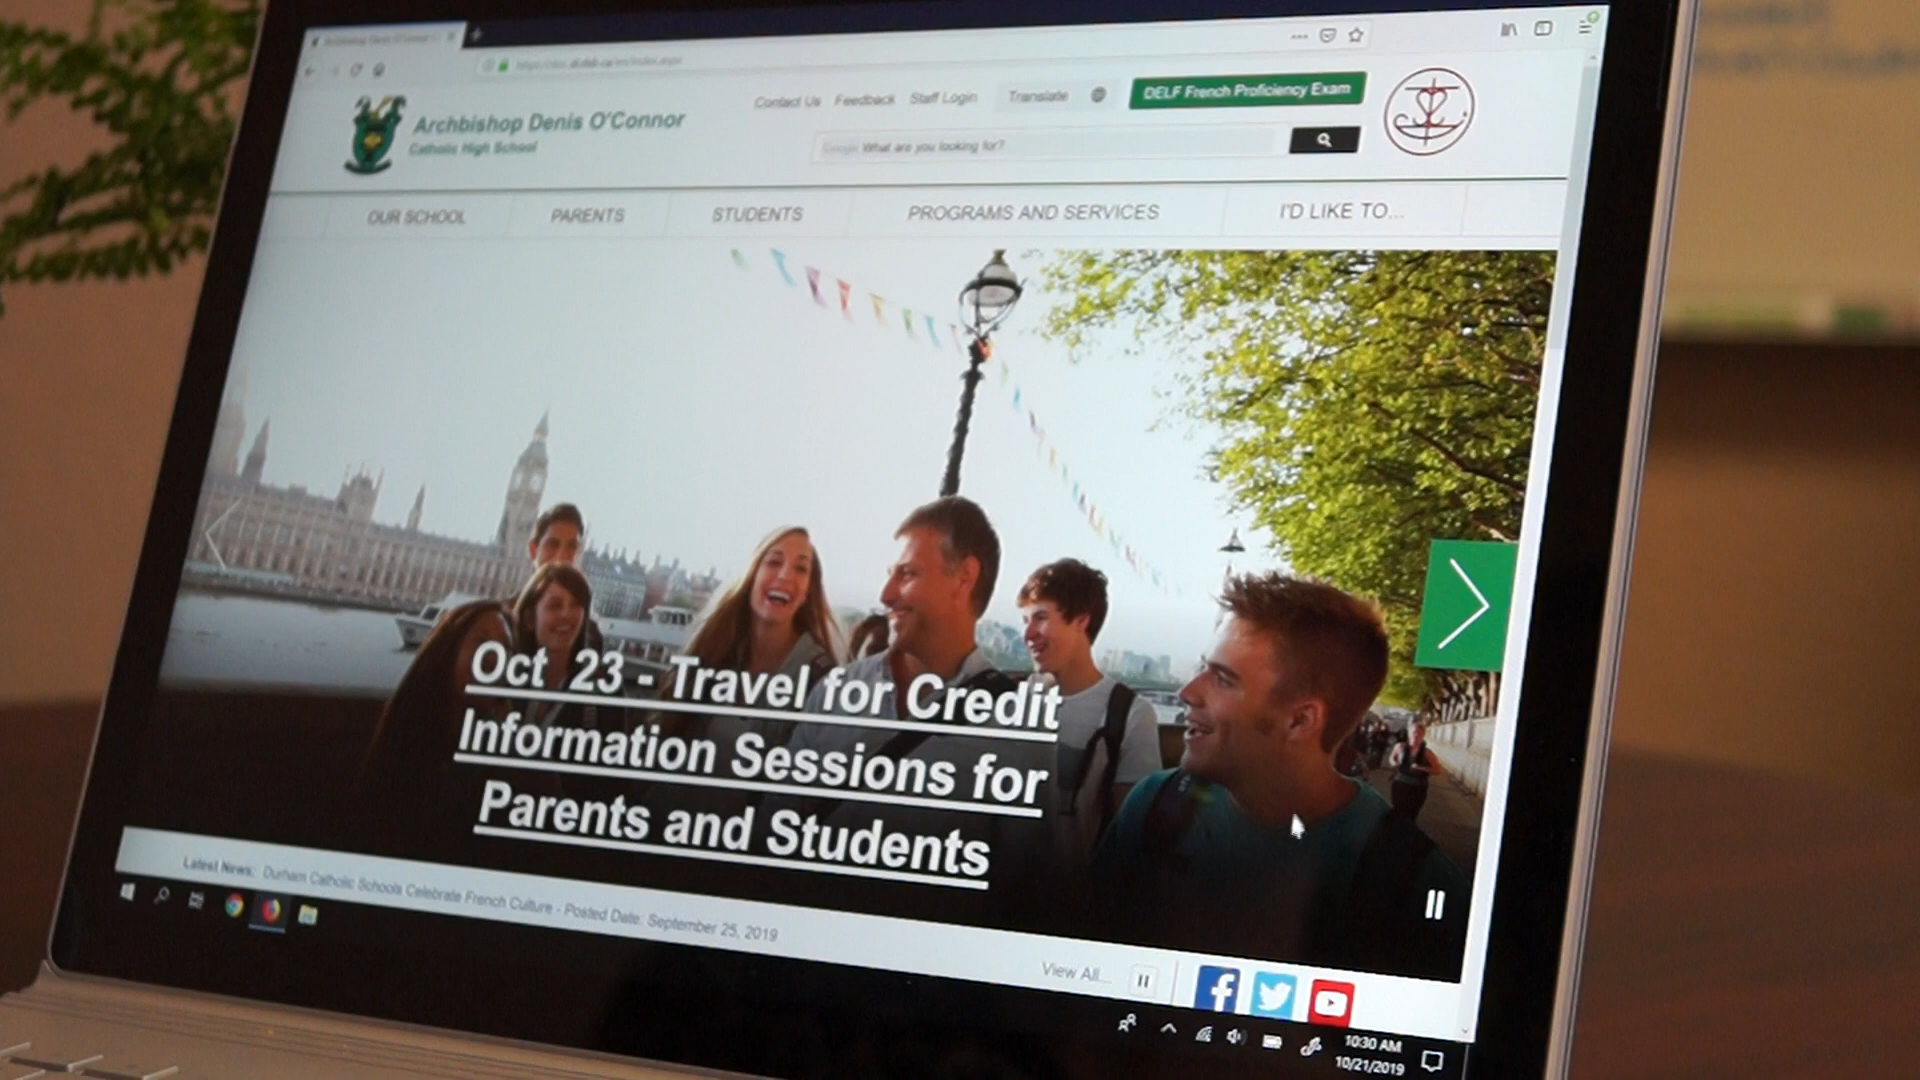 Contact Us Feedback Staff Login Translate DELF French Proficiency Exam
Archbishop Denis O'Connor
Catholic High School
Google What are you looking for?
OUR SCHOOL PARENTS STUDENTS PROGRAMS AND SERVICES I'D LIKE TO...
Oct 23 - Travel for Credit
Information Sessions for
Parents and Students
Latest News: Durham Catholic Schools Celebrate French Culture - Posted Date: September 25, 2019
View All...
10:30 AM
10/21/2019